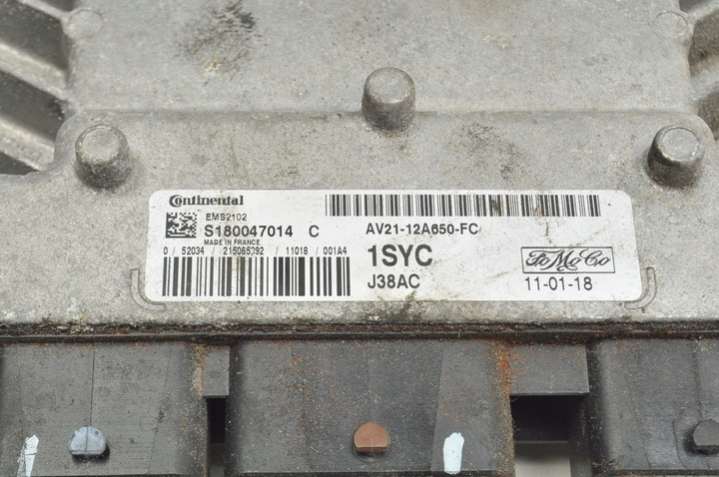 Continental
EMS2102
S180047014 C
MADE IN FRANCE
0 / 52034 / 215065392 / 11018 / 001A4
AV21-12A650-FC
1SYC
J38AC
FoMoCo
11-01-18